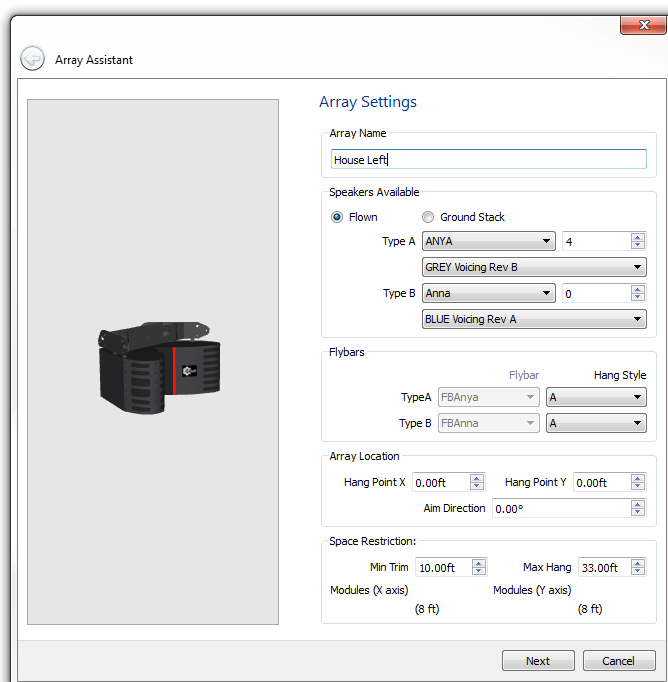 Array Assistant
Array Settings
Array Name
House Left
Speakers Available
Flown Ground Stack
Type A ANYA 4
GREY Voicing Rev B
Type B Anna 0
BLUE Voicing Rev A
Flybars
Flybar Hang Style
TypeA FBAnya A
Type B FBAnna A
Array Location
Hang Point X 0.00ft Hang Point Y 0.00ft
Aim Direction 0.00°
Space Restriction:
Min Trim 10.00ft Max Hang 33.00ft
Modules (X axis) Modules (Y axis)
(8 ft) (8 ft)
Next Cancel